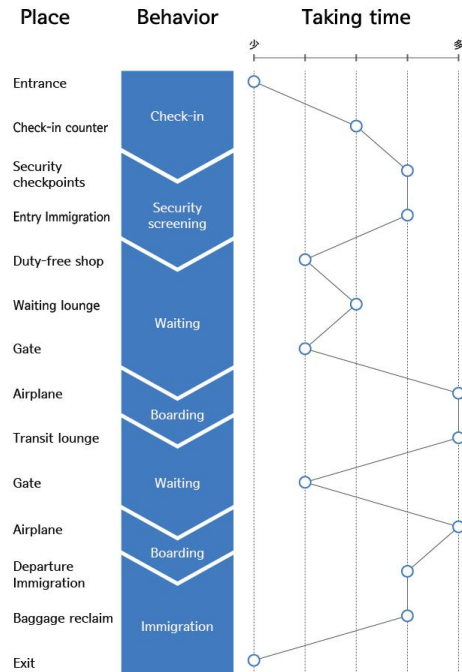 Place Behavior Taking time
少 多
Entrance
Check-in
Check-in counter
Security
checkpoints
Security
screening
Entry Immigration
Duty-free shop
Waiting lounge
Waiting
Gate
Airplane
Boarding
Transit lounge
Gate
Waiting
Airplane
Boarding
Departure
Immigration
Baggage reclaim
Immigration
Exit